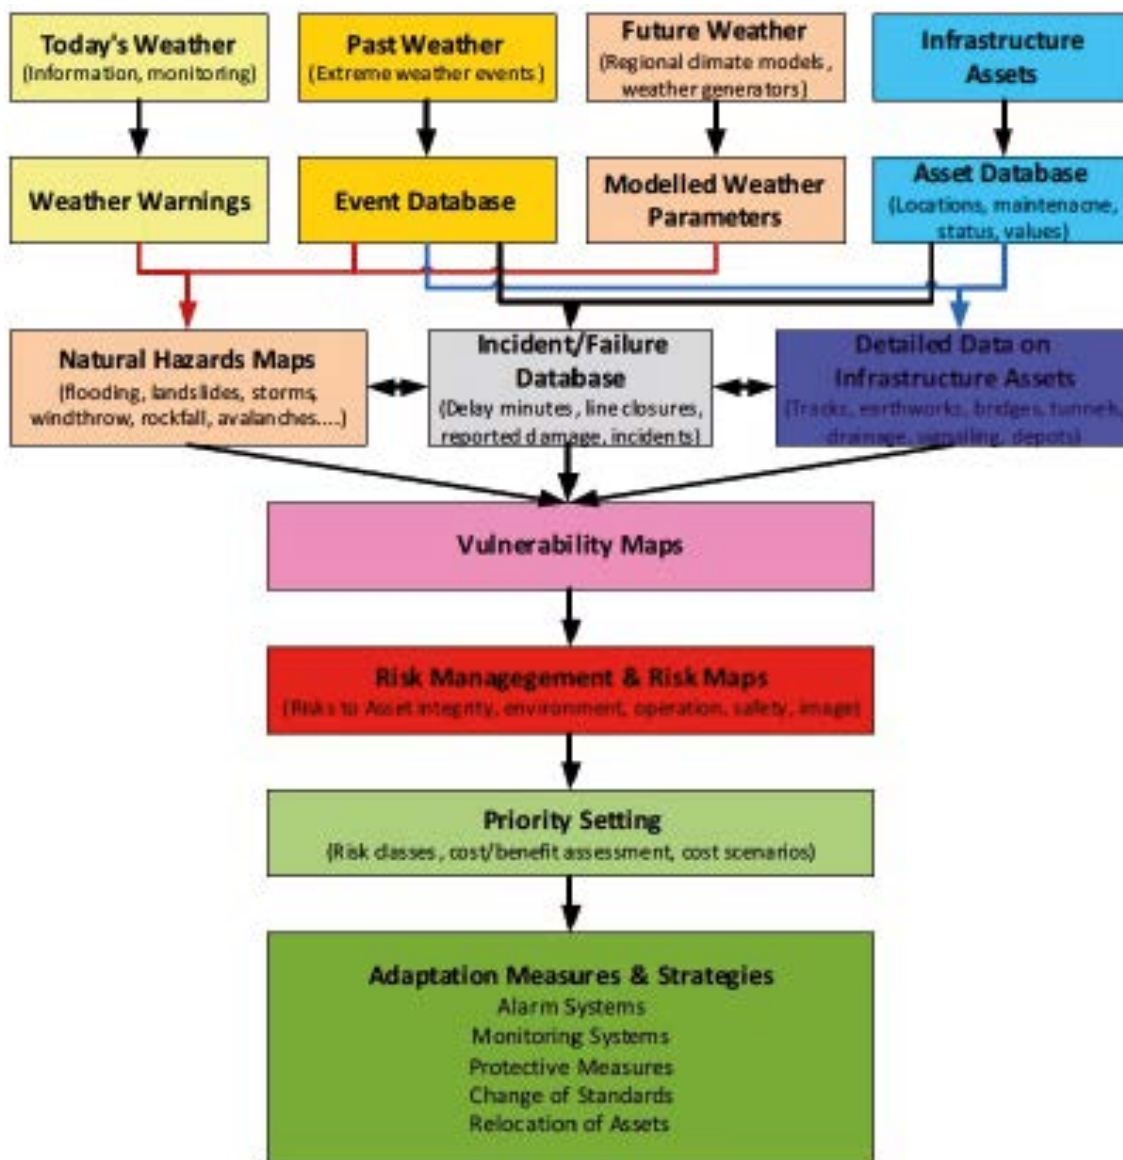 Today's Weather
(Information, monitoring)
Past Weather
(Extreme weather events)
Future Weather
(Regional climate models,
weather generators)
Infrastructure
Assets
Weather Warnings
Event Database
Modelled Weather
Parameters
Asset Database
(Locations, maintenacne,
status, values)
Natural Hazards Maps
(flooding, landslides, storms,
windthrow, rockfall, avalanches....)
Incident/Failure
Database
(Delay minutes, line closures,
reported damage, incidents)
Detailed Data on
Infrastructure Assets
(Tracks, earthworks, bridges, tunnels,
drainage, signalling, depots)
Vulnerability Maps
Risk Managegement & Risk Maps
(Risks to Asset integrity, environment, operation, safety, image)
Priority Setting
(Risk classes, cost/benefit assessment, cost scenarios)
Adaptation Measures & Strategies
Alarm Systems
Monitoring Systems
Protective Measures
Change of Standards
Relocation of Assets